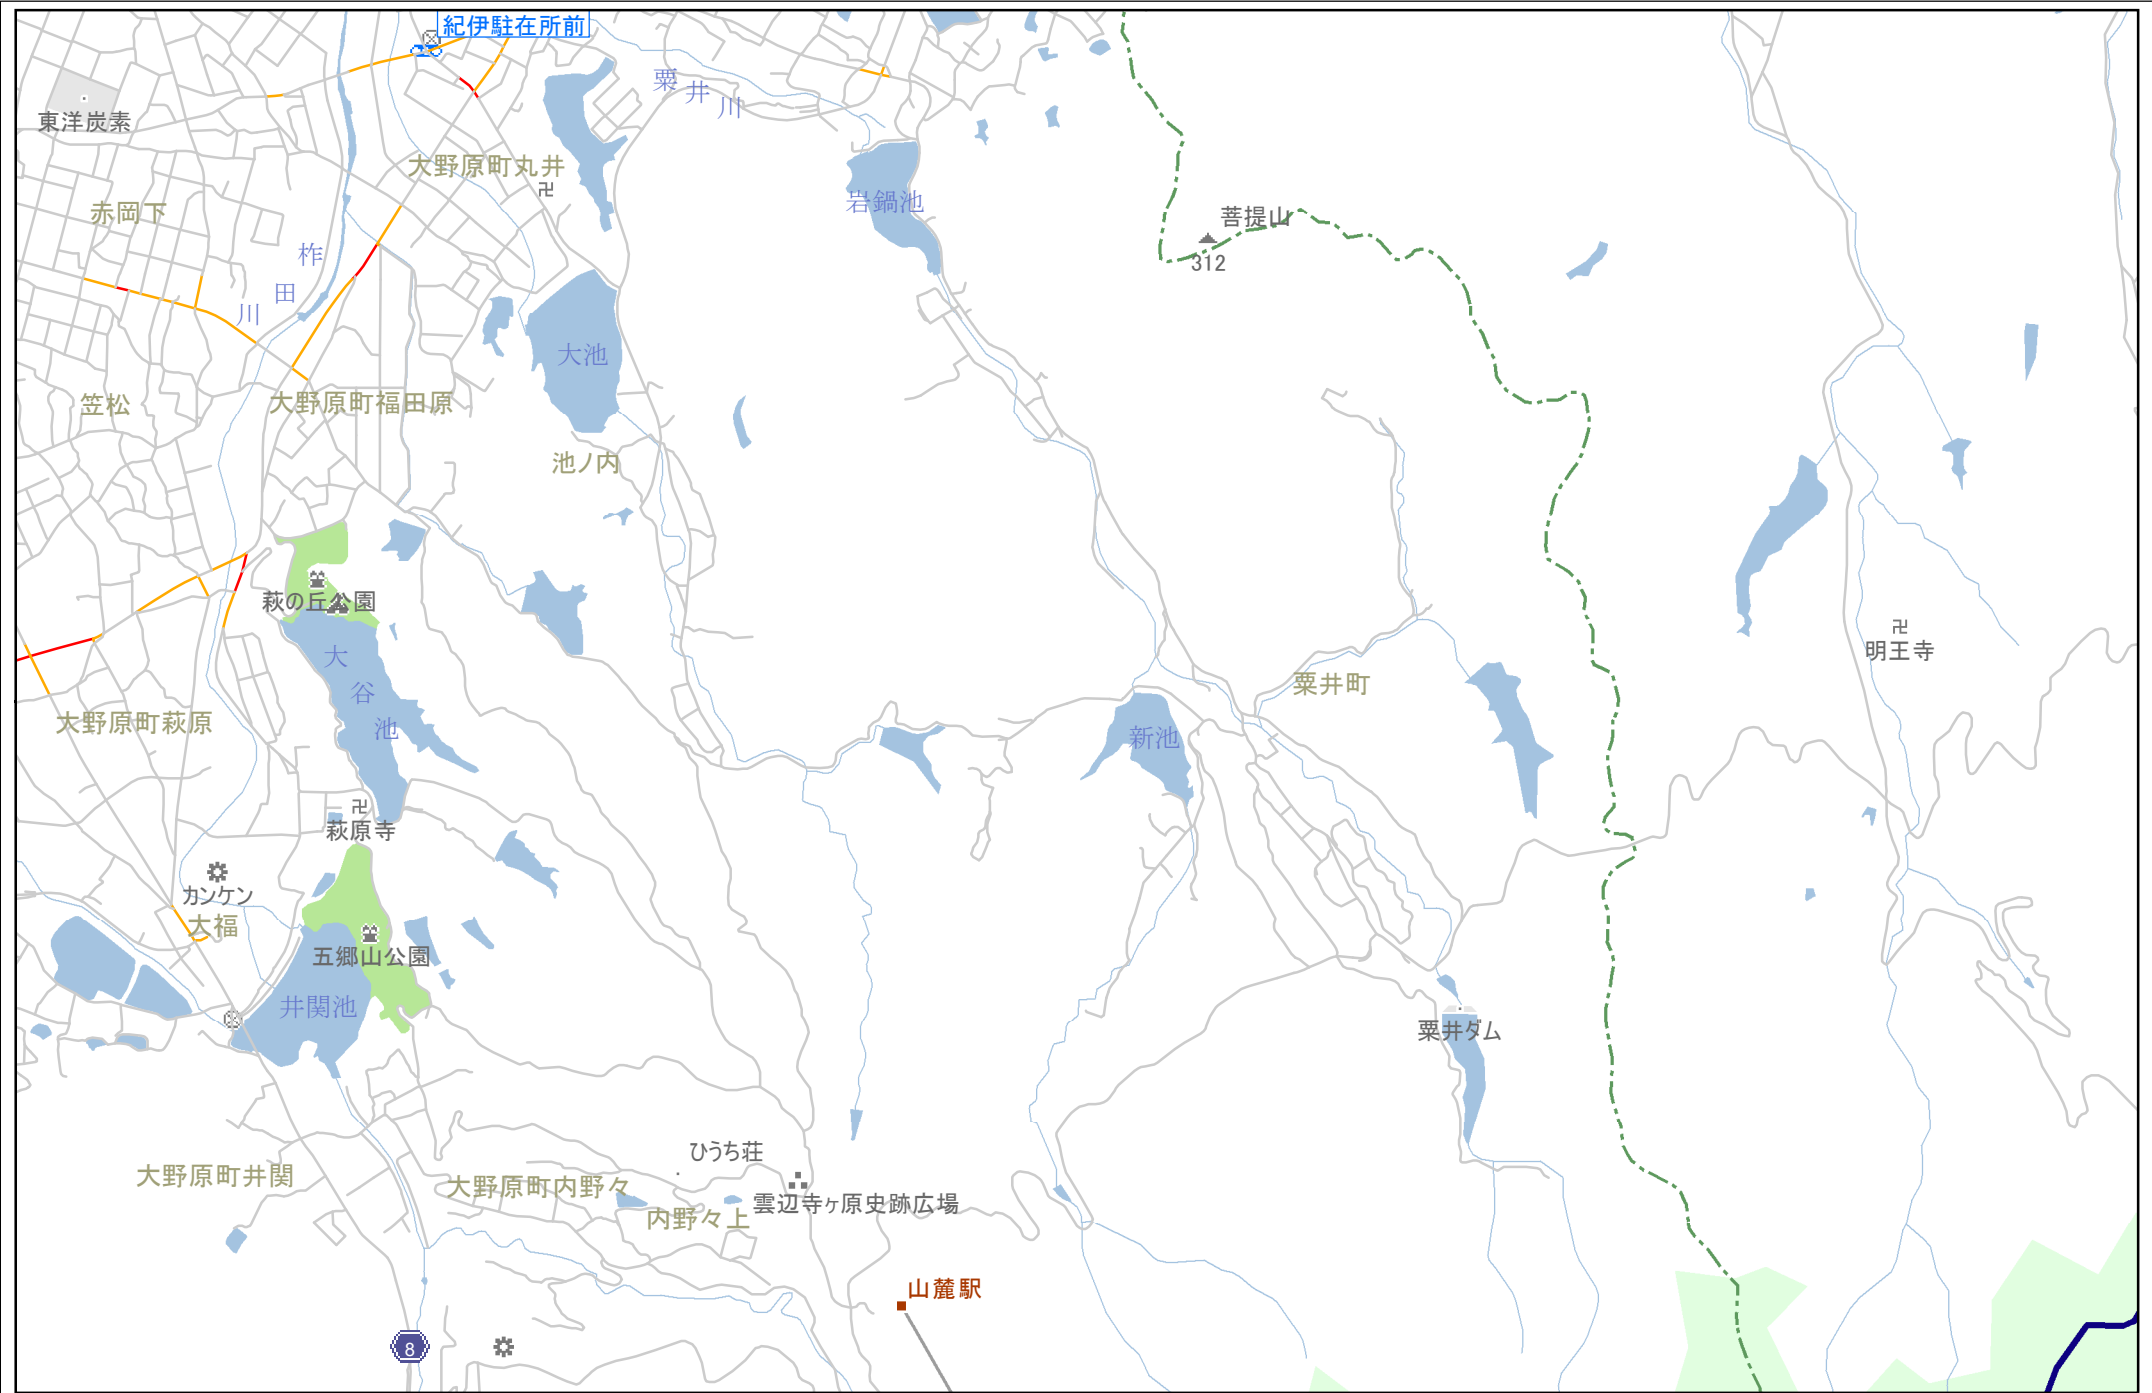 紀伊駐在所前
粟井川
東洋炭素
大野原町丸井
赤岡下
岩鍋池
菩提山
312
柞田川
大池
笠松
大野原町福田原
池ノ内
萩の丘公園
大谷池
明王寺
粟井町
大野原町萩原
新池
萩原寺
カンケン
大福
五郷山公園
井関池
粟井ダム
ひうち荘
大野原町井関
大野原町内野々
雲辺寺ヶ原史跡広場
内野々上
山麓駅
8